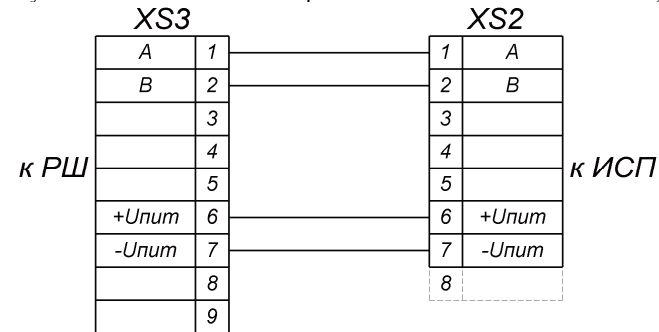 XS3 XS2
А 1 1 А
В 2 2 В
3 3
4 4
к РШ к ИСП
5 5
+Uпит 6 6 +Uпит
-Uпит 7 7 -Uпит
8 8
9